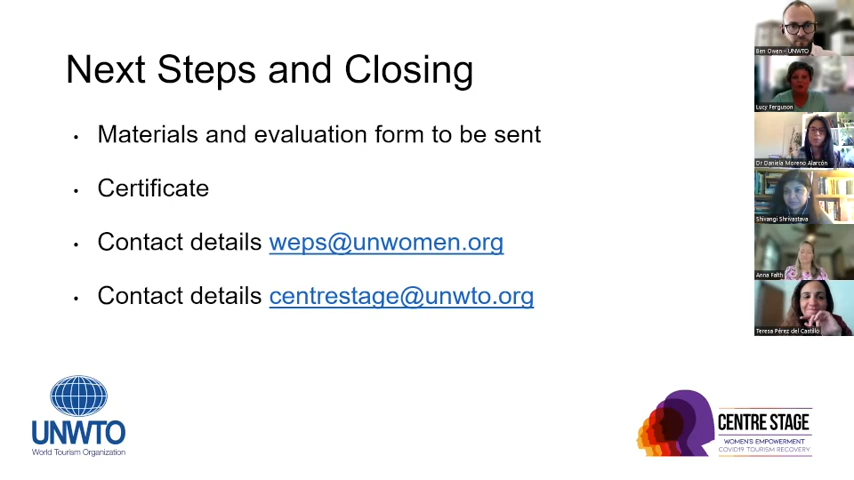 Next Steps and Closing
• Materials and evaluation form to be sent
• Certificate
• Contact details weps@unwomen.org
• Contact details centrestage@unwto.org
Ben Owen - UNWTO
Lucy Ferguson
Dr Daniela Moreno Alarcón
Shivangi Shrivastava
Anna Falth
Teresa Pérez del Castillo
UNWTO
World Tourism Organization
CENTRE STAGE
WOMEN'S EMPOWERMENT
COVID19 TOURISM RECOVERY